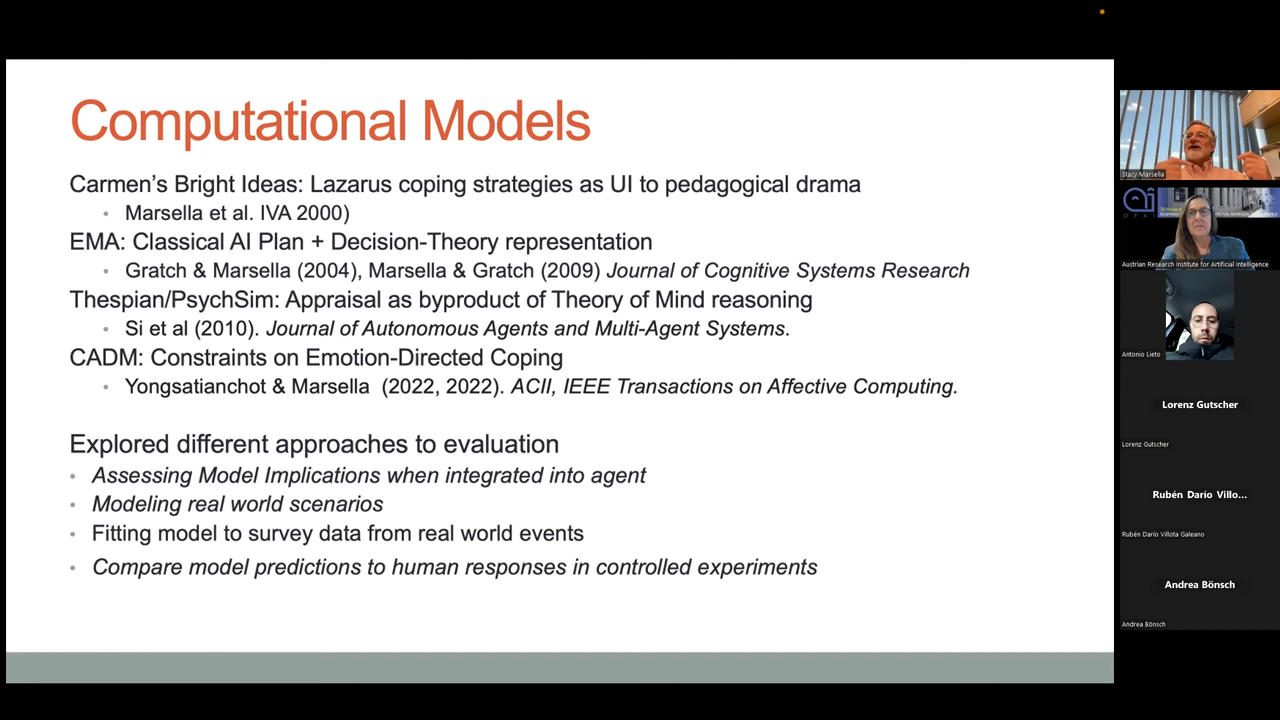 Computational Models
Carmen's Bright Ideas: Lazarus coping strategies as UI to pedagogical drama
• Marsella et al. IVA 2000)
EMA: Classical AI Plan + Decision-Theory representation
• Gratch & Marsella (2004), Marsella & Gratch (2009) Journal of Cognitive Systems Research
Thespian/PsychSim: Appraisal as byproduct of Theory of Mind reasoning
• Si et al (2010). Journal of Autonomous Agents and Multi-Agent Systems.
CADM: Constraints on Emotion-Directed Coping
• Yongsatianchot & Marsella (2022, 2022). ACII, IEEE Transactions on Affective Computing.
Explored different approaches to evaluation
• Assessing Model Implications when integrated into agent
• Modeling real world scenarios
• Fitting model to survey data from real world events
• Compare model predictions to human responses in controlled experiments
Stacy Marsella
Austrian Research Institute for Artificial Intelligence
Antonio Lieto
Lorenz Gutscher
Lorenz Gutscher
Rubén Darío Villo...
Rubén Darío Villota Galeano
Andrea Bönsch
Andrea Bönsch